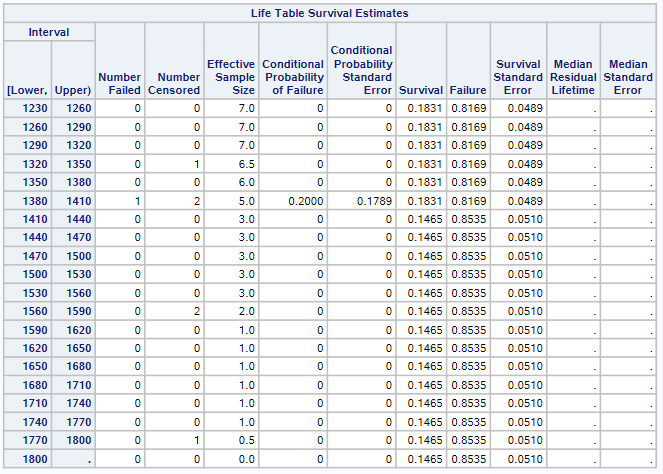 Life Table Survival Estimates
Interval
Conditional
Effective Conditional Probability Survival Median Median
Number Number Sample Probability Standard Standard Residual Standard
[Lower, Upper) Failed Censored Size of Failure Error Survival Failure Error Lifetime Error
1230 1260 0 0 7.0 0 0 0.1831 0.8169 0.0489 . .
1260 1290 0 0 7.0 0 0 0.1831 0.8169 0.0489 . .
1290 1320 0 0 7.0 0 0 0.1831 0.8169 0.0489 . .
1320 1350 0 1 6.5 0 0 0.1831 0.8169 0.0489 . .
1350 1380 0 0 6.0 0 0 0.1831 0.8169 0.0489 . .
1380 1410 1 2 5.0 0.2000 0.1789 0.1831 0.8169 0.0489 . .
1410 1440 0 0 3.0 0 0 0.1465 0.8535 0.0510 . .
1440 1470 0 0 3.0 0 0 0.1465 0.8535 0.0510 . .
1470 1500 0 0 3.0 0 0 0.1465 0.8535 0.0510 . .
1500 1530 0 0 3.0 0 0 0.1465 0.8535 0.0510 . .
1530 1560 0 0 3.0 0 0 0.1465 0.8535 0.0510 . .
1560 1590 0 2 2.0 0 0 0.1465 0.8535 0.0510 . .
1590 1620 0 0 1.0 0 0 0.1465 0.8535 0.0510 . .
1620 1650 0 0 1.0 0 0 0.1465 0.8535 0.0510 . .
1650 1680 0 0 1.0 0 0 0.1465 0.8535 0.0510 . .
1680 1710 0 0 1.0 0 0 0.1465 0.8535 0.0510 . .
1710 1740 0 0 1.0 0 0 0.1465 0.8535 0.0510 . .
1740 1770 0 0 1.0 0 0 0.1465 0.8535 0.0510 . .
1770 1800 0 1 0.5 0 0 0.1465 0.8535 0.0510 . .
1800 . 0 0 0.0 0 0 0.1465 0.8535 0.0510 . .